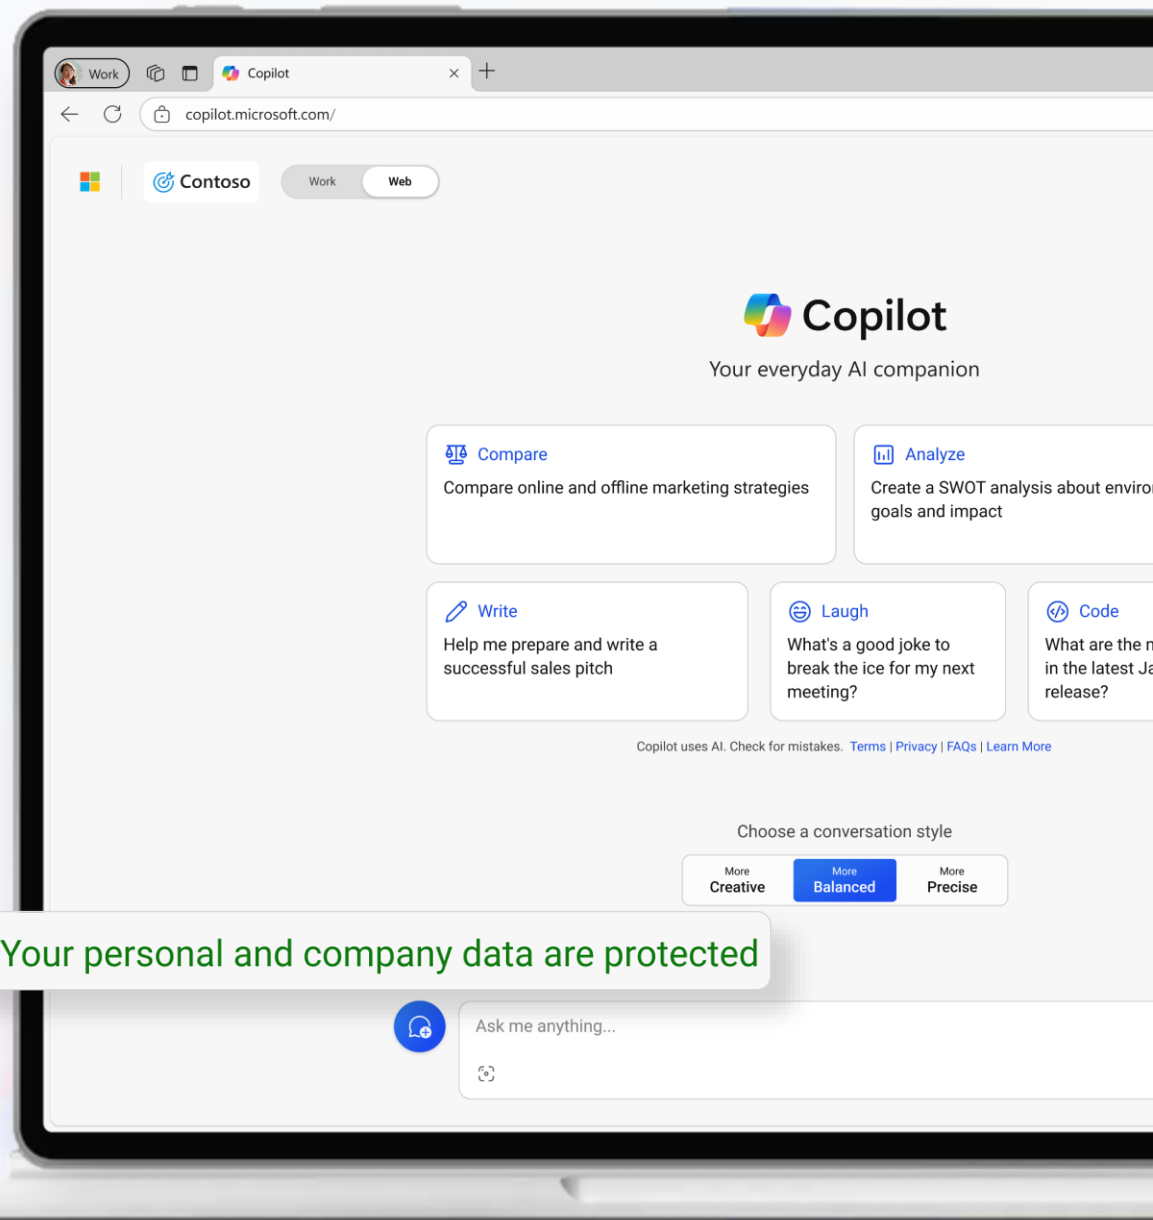 Work
Copilot
copilot.microsoft.com/
Contoso
Work
Web
Copilot
Your everyday AI companion
Compare
Compare online and offline marketing strategies
Analyze
Create a SWOT analysis about
goals and impact
Write
Help me prepare and write a
successful sales pitch
Laugh
What's a good joke to
break the ice for my next
meeting?
Code
What are the
in the latest
release?
Copilot uses AI. Check for mistakes. Terms | Privacy | FAQs | Learn More
Choose a conversation style
More
Creative
More
Balanced
More
Precise
Your personal and company data are protected
Ask me anything...